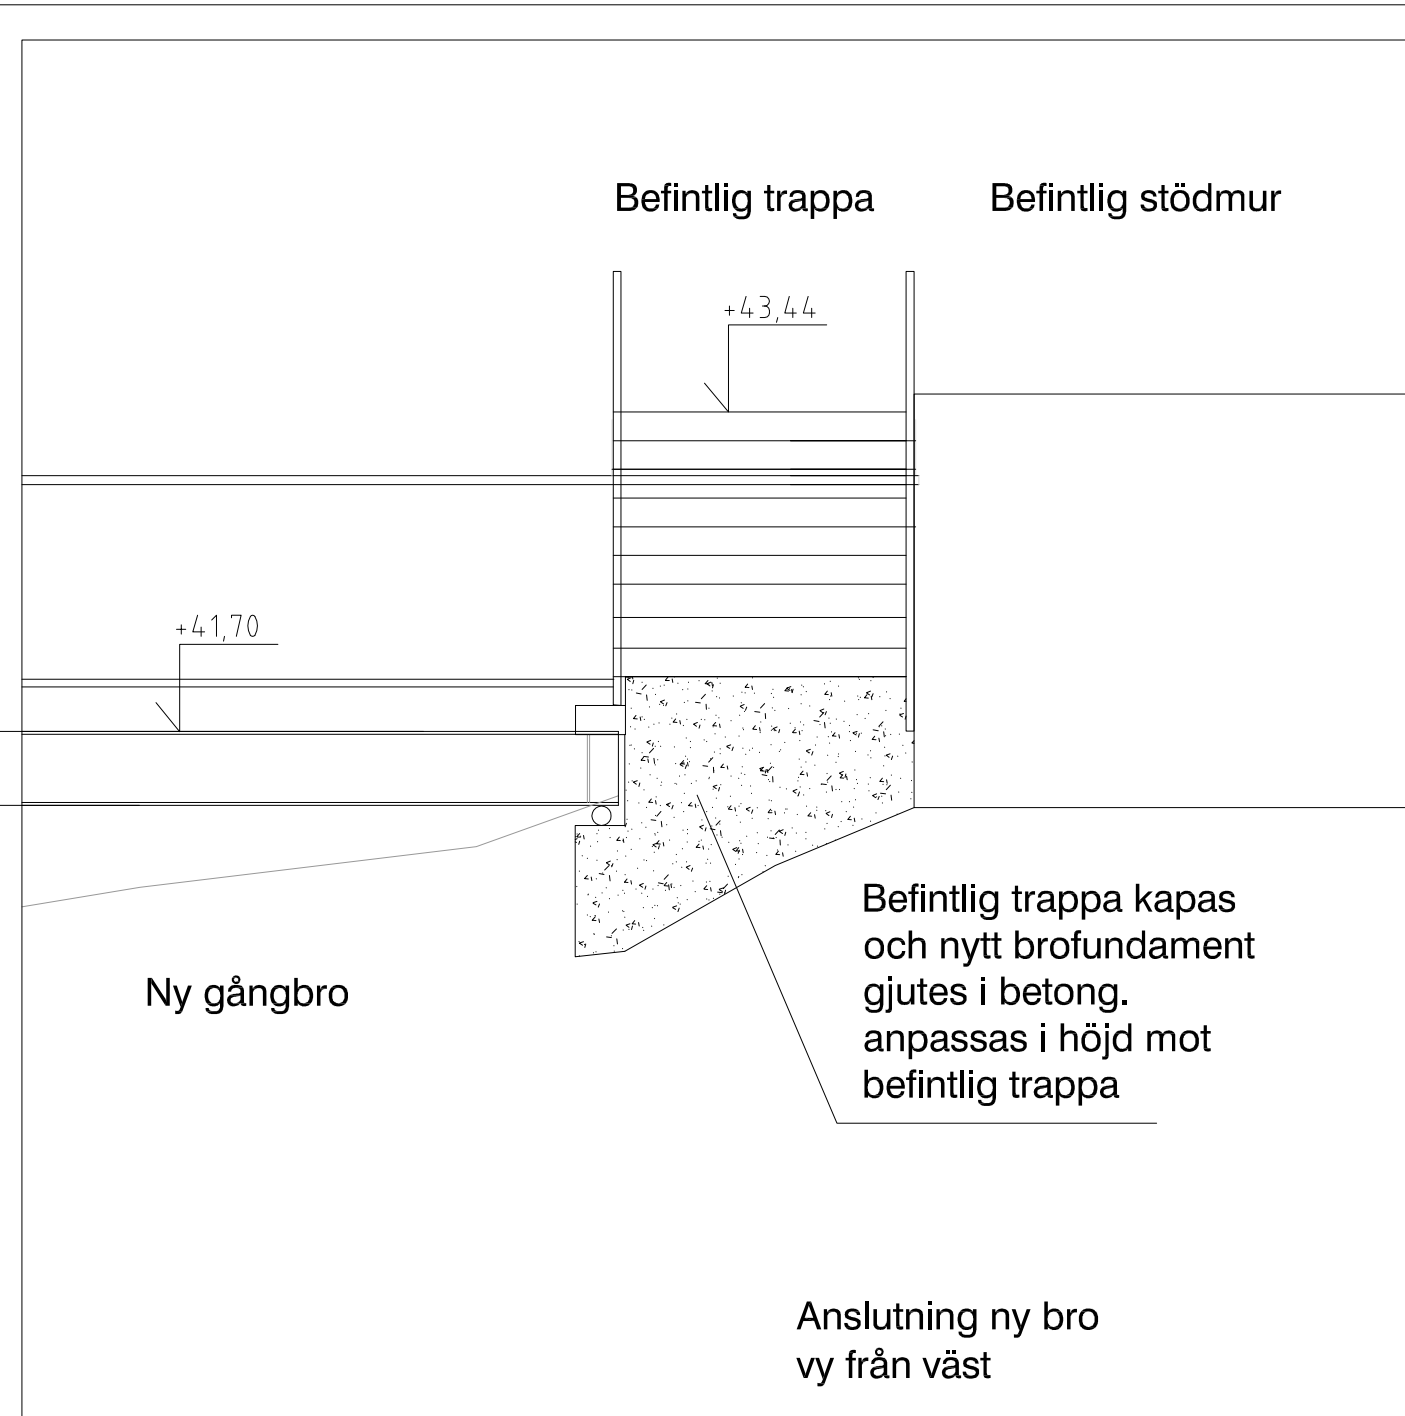 Befintlig trappa
Befintlig stödmur
+43,44
+41,70
Befintlig trappa kapas
och nytt brofundament
gjutes i betong.
anpassas i höjd mot
befintlig trappa
Ny gångbro
Anslutning ny bro
vy från väst